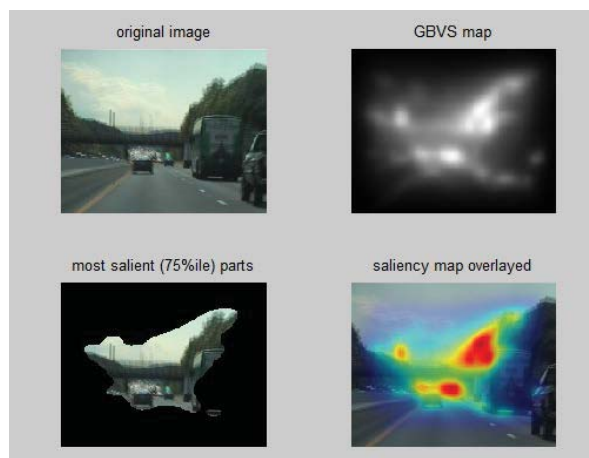 original image
GBVS map
most salient (75%ile) parts
saliency map overlayed